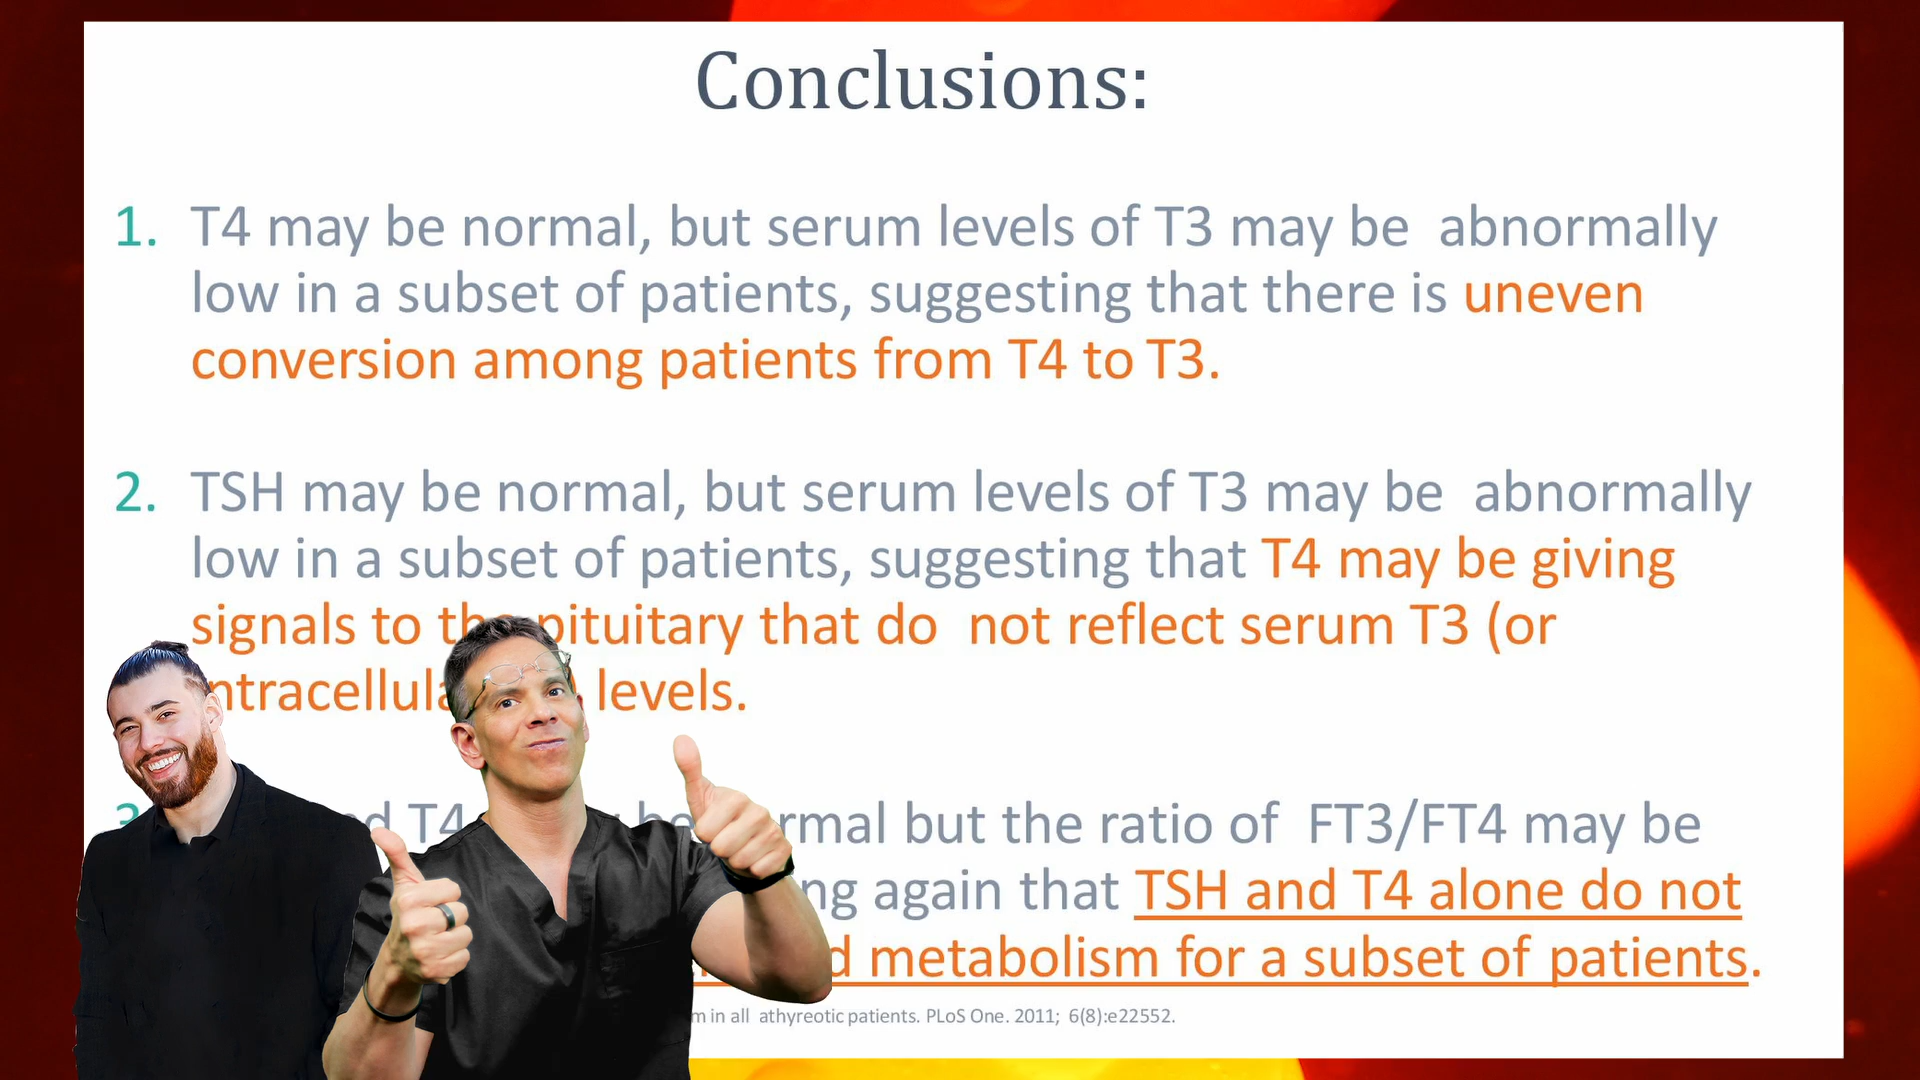 Conclusions:
1. T4 may be normal, but serum levels of T3 may be abnormally
low in a subset of patients, suggesting that there is uneven
conversion among patients from T4 to T3.
2. TSH may be normal, but serum levels of T3 may be abnormally
low in a subset of patients, suggesting that T4 may be giving
signals to the pituitary that do not reflect serum T3 (or
levels.
3. T4 be normal but the ratio of FT3/FT4 may be
again that TSH and T4 alone do not
metabolism for a subset of patients.
in all athyreotic patients. PLoS One. 2011; 6(8):e22552.